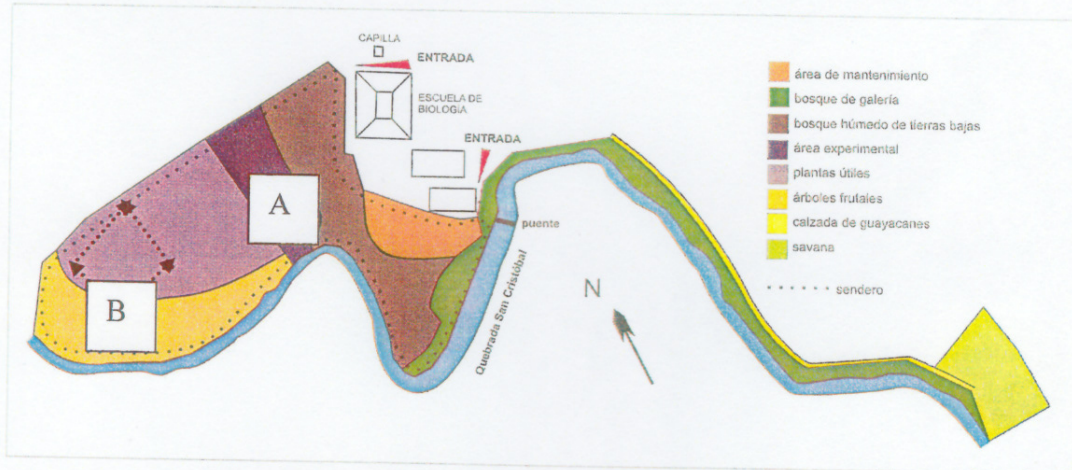 CAPILLA
ENTRADA
ESCUELA DE
BIOLOGÍA
ENTRADA
A
B
puente
Quebrada San Cristóbal
N
área de mantenimiento
bosque de galería
bosque húmedo de tierras bajas
área experimental
plantas útiles
árboles frutales
calzada de guayacanes
savana
sendero